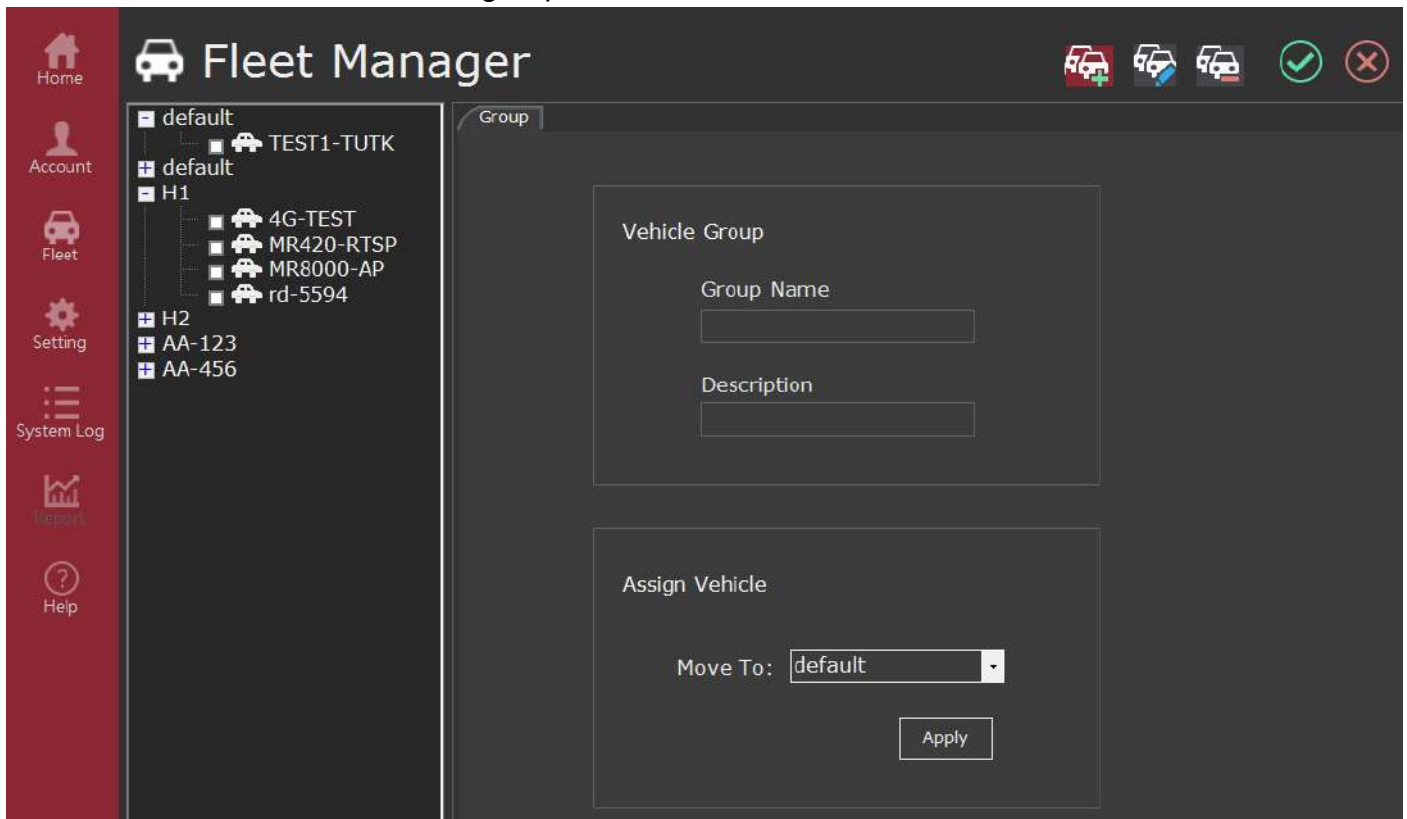 Home
Account
Fleet
Setting
System Log
Report
Help
Fleet Manager
default
TEST1-TUTK
default
H1
4G-TEST
MR420-RTSP
MR8000-AP
rd-5594
H2
AA-123
AA-456
Group
Vehicle Group
Group Name
Description
Assign Vehicle
Move To: default
Apply